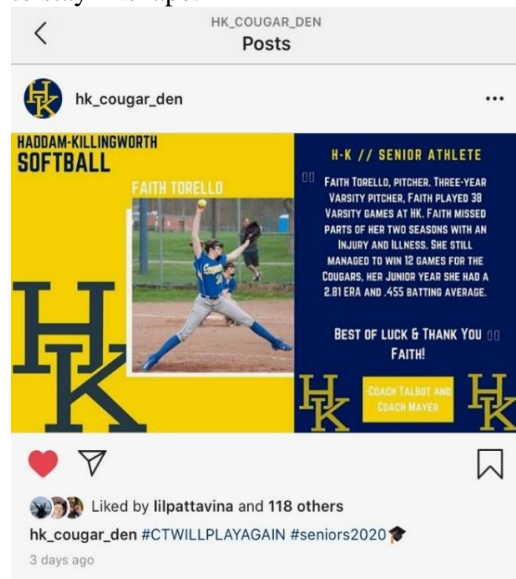 HK_COUGAR_DEN
Posts
hk_cougar_den
HADDAM-KILLINGWORTH
SOFTBALL
FAITH TORELLO
HK
H-K // SENIOR ATHLETE
FAITH TORELLO, PITCHER. THREE-YEAR
VARSITY PITCHER, FAITH PLAYED 38
VARSITY GAMES AT HK. FAITH MISSED
PARTS OF HER TWO SEASONS WITH AN
INJURY AND ILLNESS. SHE STILL
MANAGED TO WIN 12 GAMES FOR THE
COUGARS, HER JUNIOR YEAR SHE HAD A
2.81 ERA AND .455 BATTING AVERAGE.
BEST OF LUCK & THANK YOU
FAITH!
HK
-COACH TALBOT AND
COACH MAYER
HK
Liked by lilpattavina and 118 others
hk_cougar_den #CTWILLPLAYAGAIN #seniors2020🎓
3 days ago